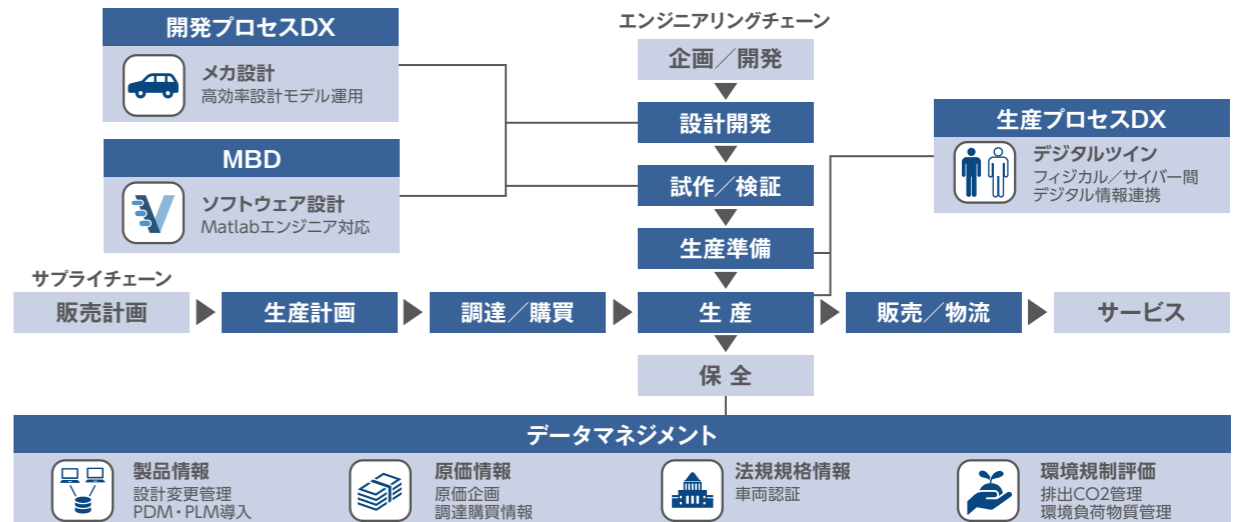 開発プロセスDX
メカ設計
高効率設計モデル運用
MBD
ソフトウェア設計
Matlabエンジニア対応
エンジニアリングチェーン
企画／開発
設計開発
試作／検証
生産準備
生産プロセスDX
デジタルツイン
フィジカル／サイバー間
デジタル情報連携
サプライチェーン
販売計画
生産計画
調達／購買
生 産
販売／物流
サービス
保 全
データマネジメント
製品情報
設計変更管理
PDM・PLM導入
原価情報
原価企画
調達購買情報
法規規格情報
車両認証
環境規制評価
排出CO2管理
環境負荷物質管理